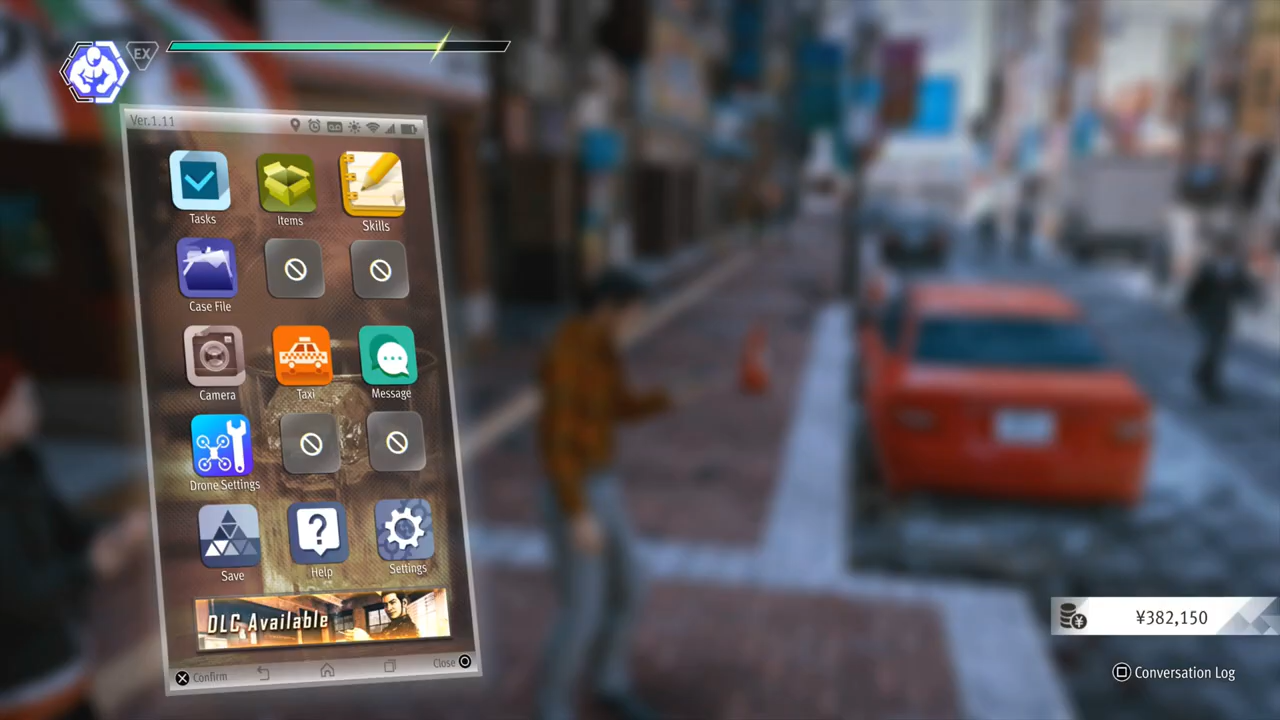 EX
Ver.1.11
Tasks
Items
Skills
Case File
Camera
Taxi
Message
Drone Settings
Save
Help
Settings
DLC Available
Confirm
Close
¥382,150
Conversation Log